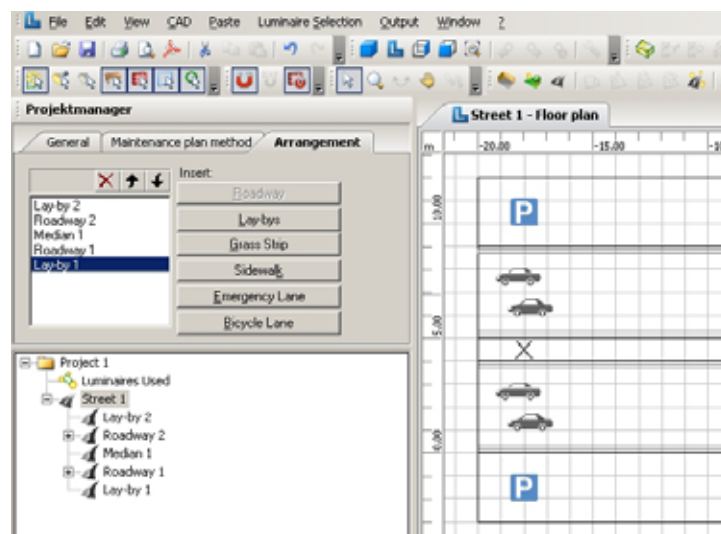 File Edit View CAD Paste Luminaire Selection Output Window ?
Projektmanager
General Maintenance plan method Arrangement
Insert:
Roadway
Lay-bys
Grass Strip
Sidewalk
Emergency Lane
Bicycle Lane
Lay-by 2
Roadway 2
Median 1
Roadway 1
Lay-by 1
Project 1
Luminaires Used
Street 1
Lay-by 2
Roadway 2
Median 1
Roadway 1
Lay-by 1
Street 1 - Floor plan
m -20.00 -15.00
10.00
P
5.00
0.00
P